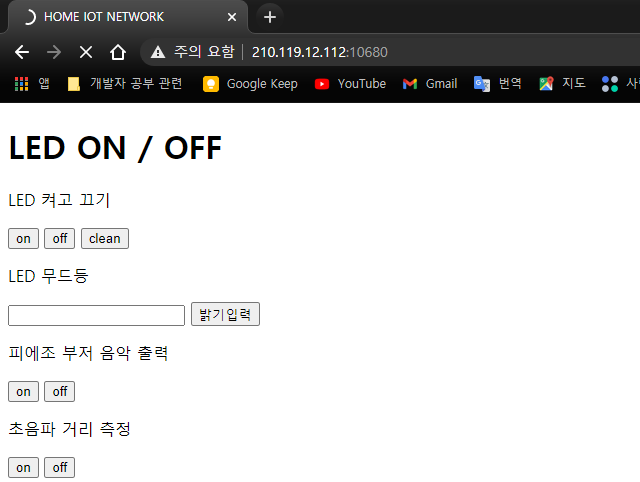 HOME IOT NETWORK
주의 요함 210.119.12.112:10680
앱 개발자 공부 관련 Google Keep YouTube Gmail 번역 지도
LED ON / OFF
LED 켜고 끄기
on off clean
LED 무드등
밝기입력
피에조 부저 음악 출력
on off
초음파 거리 측정
on off